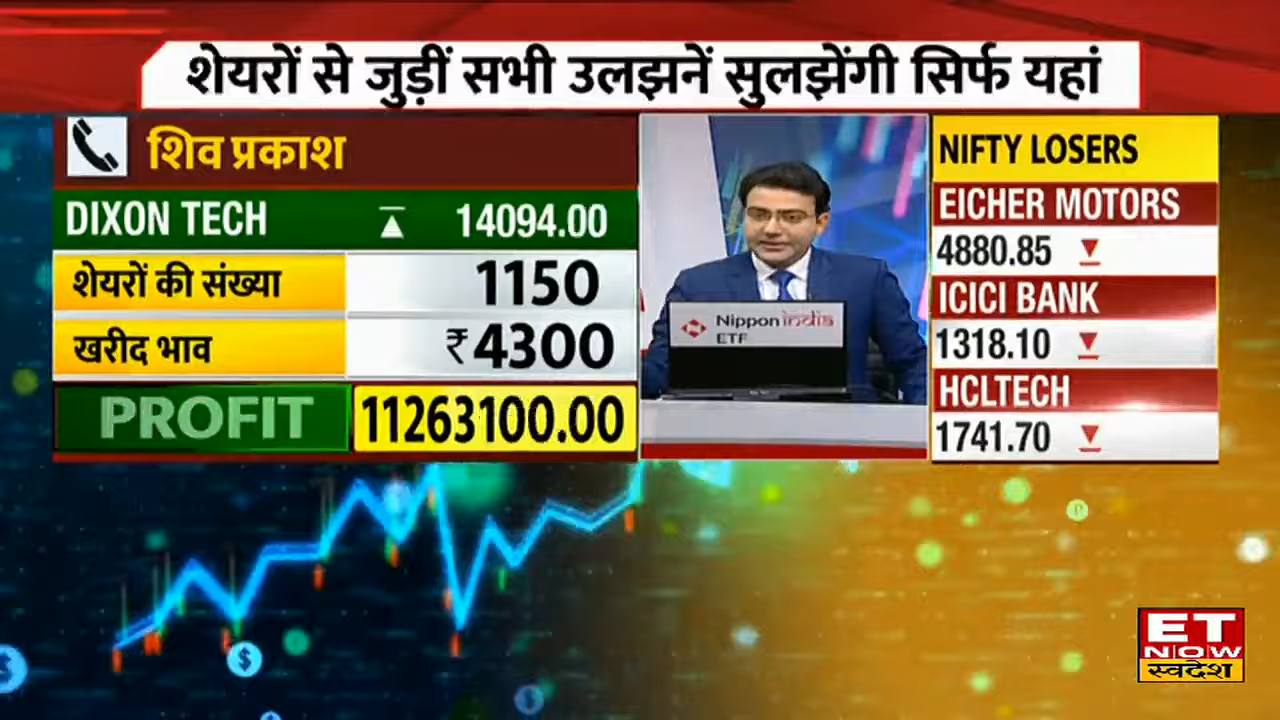 शेयरों से जुड़ीं सभी उलझनें सुलझेंगी सिर्फ यहां
शिव प्रकाश
DIXON TECH 14094.00
शेयरों की संख्या 1150
खरीद भाव ₹4300
PROFIT 11263100.00
Nippon india
ETF
NIFTY LOSERS
EICHER MOTORS
4880.85
ICICI BANK
1318.10
HCLTECH
1741.70
ET
NOW
स्वदेश